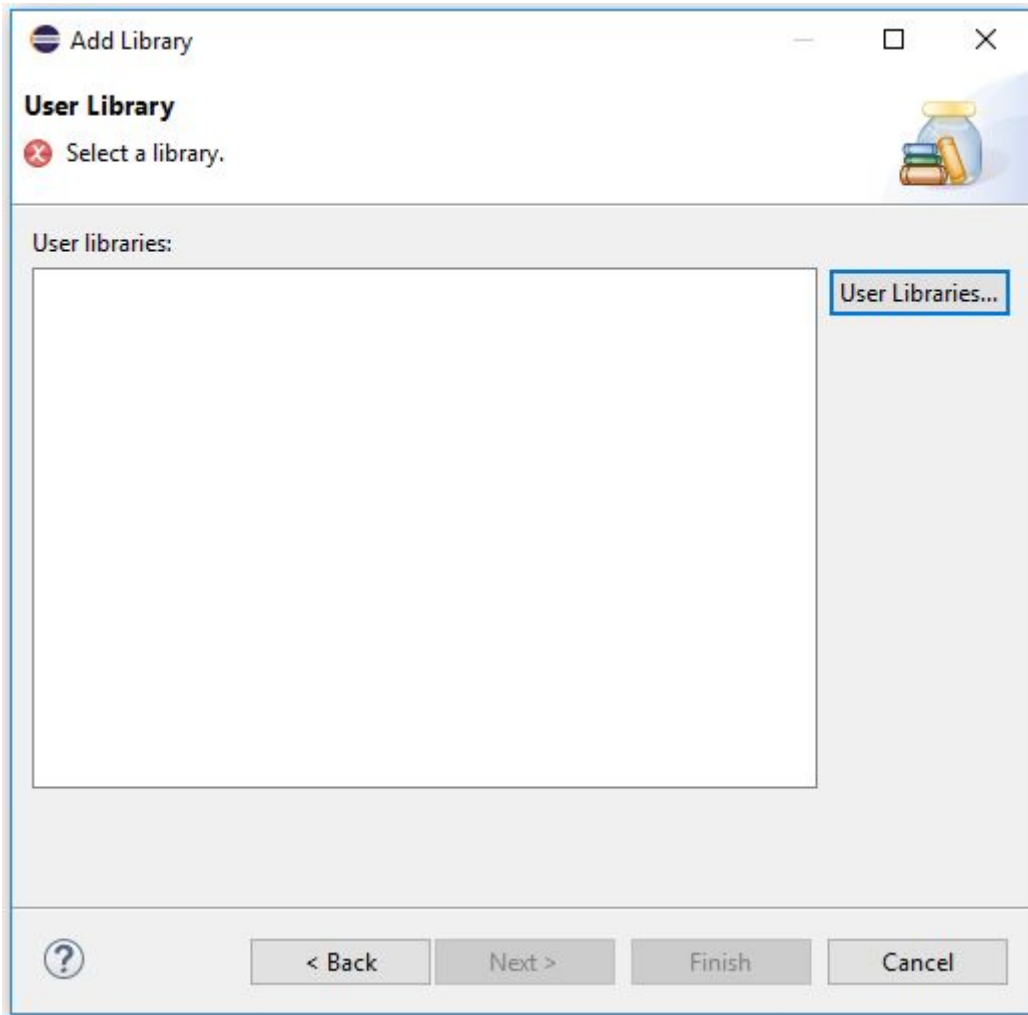 Add Library
User Library
Select a library.
User libraries:
User Libraries...
< Back
Next >
Finish
Cancel